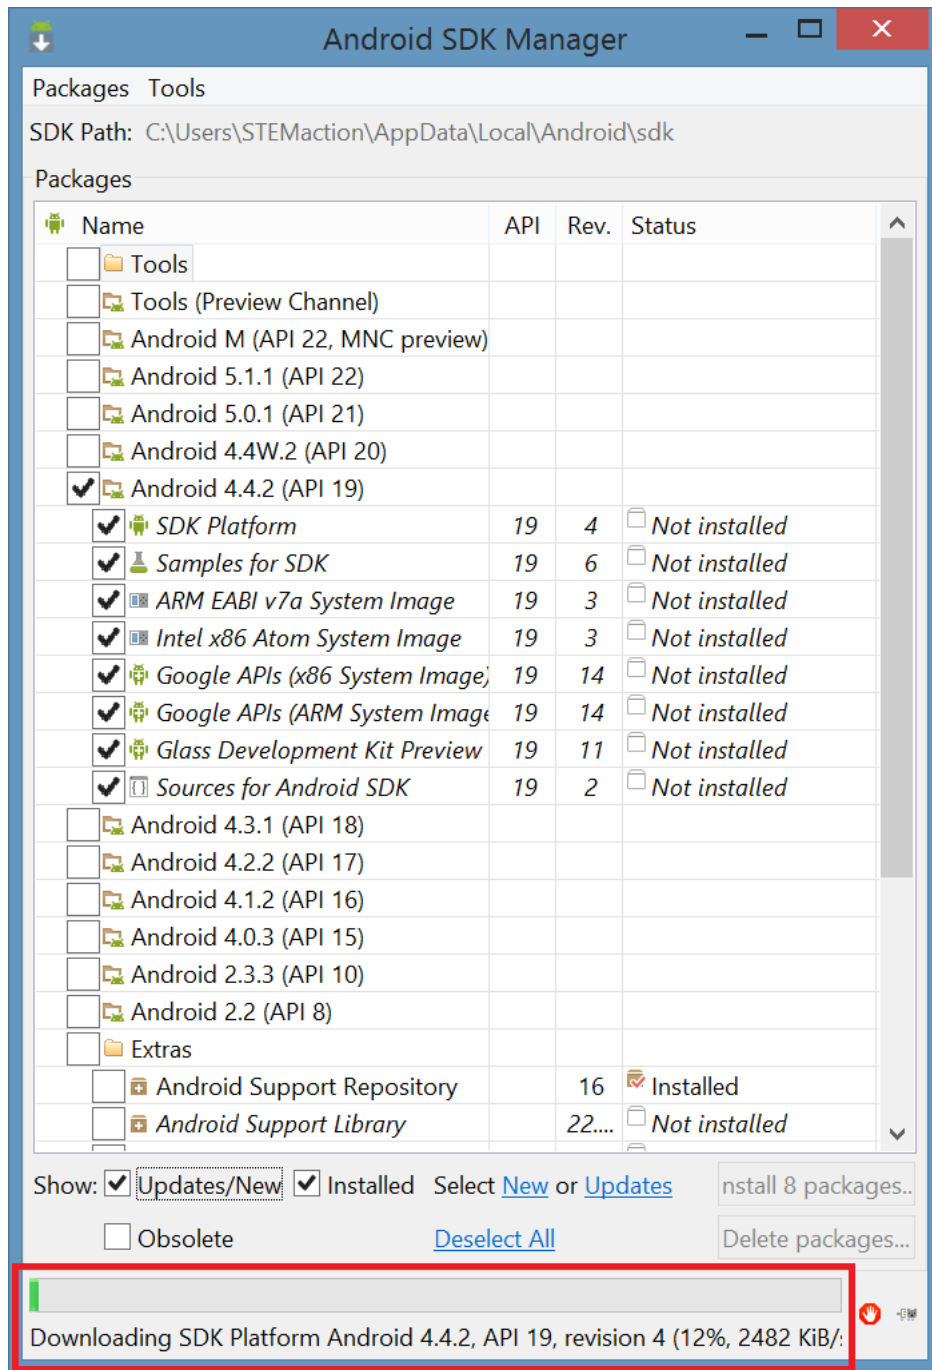 Android SDK Manager
Packages Tools
SDK Path: C:\Users\STEMaction\AppData\Local\Android\sdk
Packages
Name API Rev. Status
Tools
Tools (Preview Channel)
Android M (API 22, MNC preview)
Android 5.1.1 (API 22)
Android 5.0.1 (API 21)
Android 4.4W.2 (API 20)
Android 4.4.2 (API 19)
SDK Platform 19 4 Not installed
Samples for SDK 19 6 Not installed
ARM EABI v7a System Image 19 3 Not installed
Intel x86 Atom System Image 19 3 Not installed
Google APIs (x86 System Image) 19 14 Not installed
Google APIs (ARM System Image 19 14 Not installed
Glass Development Kit Preview 19 11 Not installed
Sources for Android SDK 19 2 Not installed
Android 4.3.1 (API 18)
Android 4.2.2 (API 17)
Android 4.1.2 (API 16)
Android 4.0.3 (API 15)
Android 2.3.3 (API 10)
Android 2.2 (API 8)
Extras
Android Support Repository 16 Installed
Android Support Library 22.... Not installed
Show: Updates/New Installed Select New or Updates nstall 8 packages..
Obsolete Deselect All Delete packages...
Downloading SDK Platform Android 4.4.2, API 19, revision 4 (12%, 2482 KiB/s